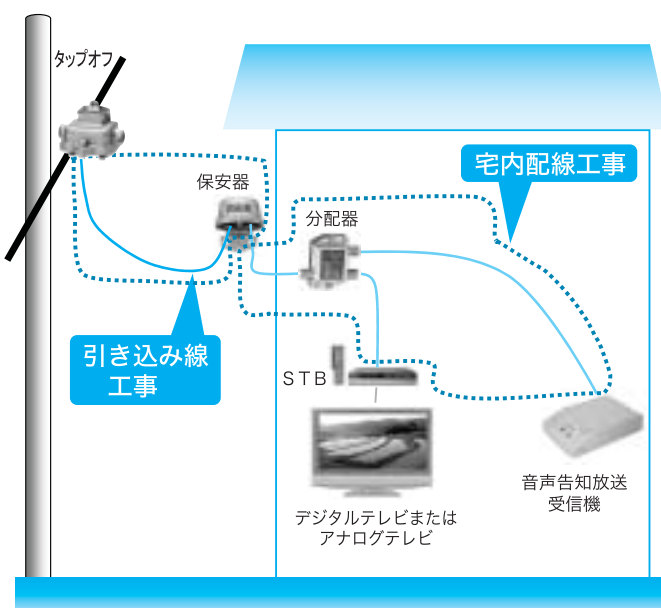 タップオフ
宅内配線工事
保安器
分配器
引き込み線
工事
STB
音声告知放送
受信機
デジタルテレビまたは
アナログテレビ